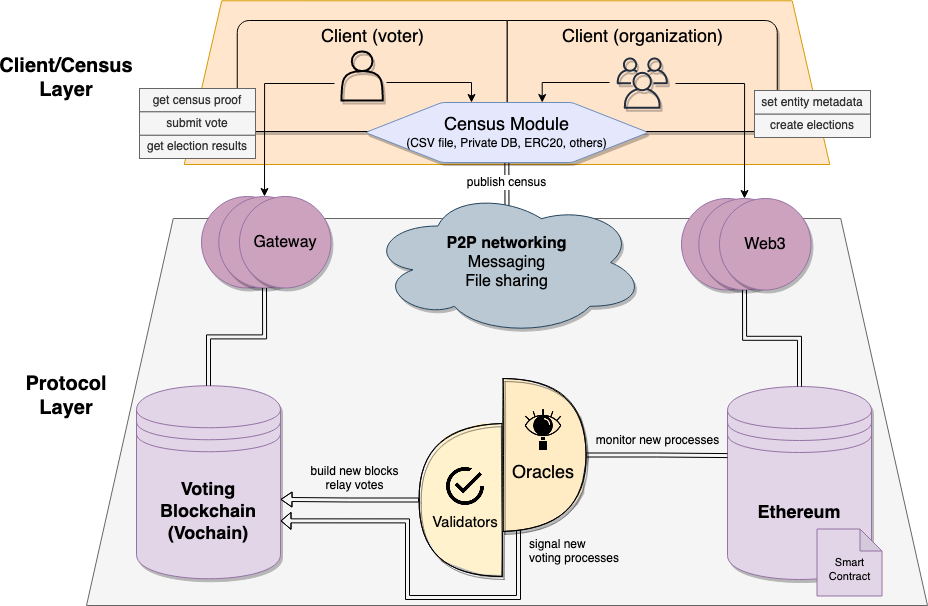 Client/Census
Layer
Client (voter)
Client (organization)
get census proof
submit vote
get election results
set entity metadata
create elections
Census Module
(CSV file, Private DB, ERC20, others)
publish census
Gateway
P2P networking
Messaging
File sharing
Web3
Protocol
Layer
Voting
Blockchain
(Vochain)
build new blocks
relay votes
Validators
Oracles
monitor new processes
signal new
voting processes
Ethereum
Smart
Contract